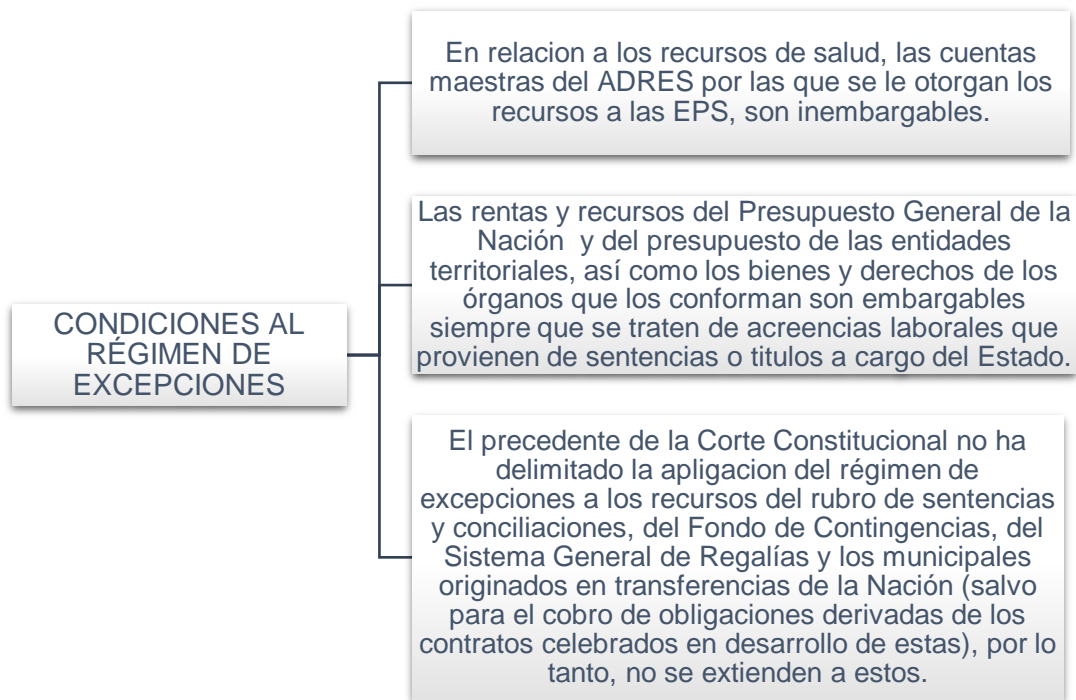 En relacion a los recursos de salud, las cuentas
maestras del ADRES por las que se le otorgan los
recursos a las EPS, son inembargables.
Las rentas y recursos del Presupuesto General de la
Nación y del presupuesto de las entidades
territoriales, así como los bienes y derechos de los
órganos que los conforman son embargables
siempre que se traten de acreencias laborales que
provienen de sentencias o titulos a cargo del Estado.
CONDICIONES AL
RÉGIMEN DE
EXCEPCIONES
El precedente de la Corte Constitucional no ha
delimitado la apligacion del régimen de
excepciones a los recursos del rubro de sentencias
y conciliaciones, del Fondo de Contingencias, del
Sistema General de Regalías y los municipales
originados en transferencias de la Nación (salvo
para el cobro de obligaciones derivadas de los
contratos celebrados en desarrollo de estas), por lo
tanto, no se extienden a estos.